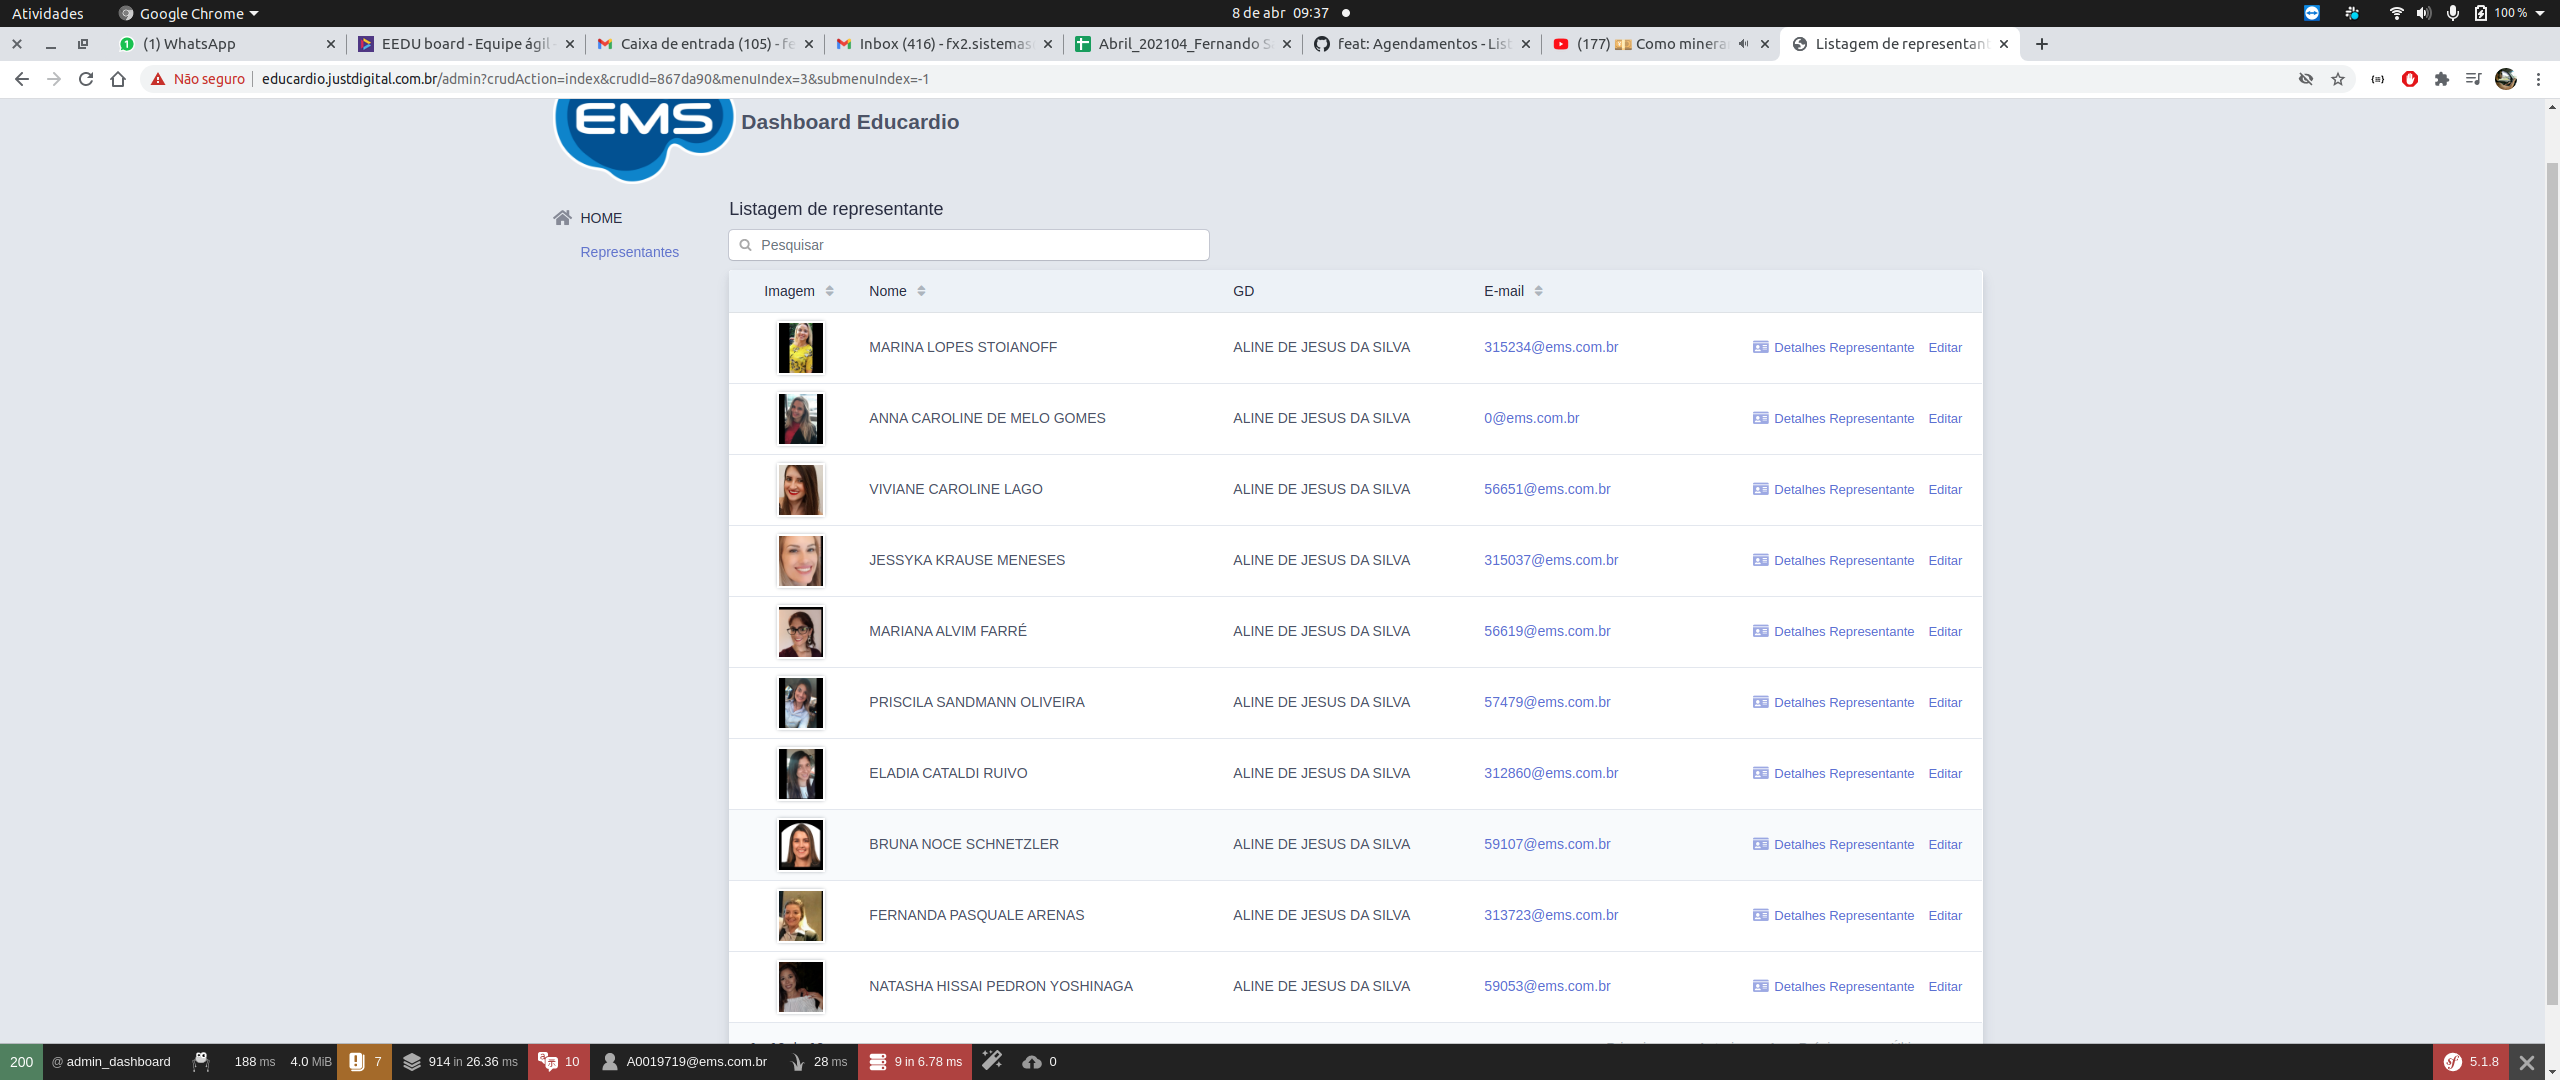 Atividades Google Chrome 8 de abr 09:37 100 %
(1) WhatsApp EEDU board - Equipe ágil - Caixa de entrada (105) - fe Inbox (416) - fx2.sistemas Abril_202104_Fernando S feat: Agendamentos - List (177) 💴 Como minera Listagem de representant
Não seguro educardio.justdigital.com.br/admin?crudAction=index&crudId=867da90&menuIndex=3&submenuIndex=-1
EMS Dashboard Educardio
HOME
Representantes
Listagem de representante
Pesquisar
Imagem Nome GD E-mail
MARINA LOPES STOIANOFF ALINE DE JESUS DA SILVA 315234@ems.com.br Detalhes Representante Editar
ANNA CAROLINE DE MELO GOMES ALINE DE JESUS DA SILVA 0@ems.com.br Detalhes Representante Editar
VIVIANE CAROLINE LAGO ALINE DE JESUS DA SILVA 56651@ems.com.br Detalhes Representante Editar
JESSYKA KRAUSE MENESES ALINE DE JESUS DA SILVA 315037@ems.com.br Detalhes Representante Editar
MARIANA ALVIM FARRÉ ALINE DE JESUS DA SILVA 56619@ems.com.br Detalhes Representante Editar
PRISCILA SANDMANN OLIVEIRA ALINE DE JESUS DA SILVA 57479@ems.com.br Detalhes Representante Editar
ELADIA CATALDI RUIVO ALINE DE JESUS DA SILVA 312860@ems.com.br Detalhes Representante Editar
BRUNA NOCE SCHNETZLER ALINE DE JESUS DA SILVA 59107@ems.com.br Detalhes Representante Editar
FERNANDA PASQUALE ARENAS ALINE DE JESUS DA SILVA 313723@ems.com.br Detalhes Representante Editar
NATASHA HISSAI PEDRON YOSHINAGA ALINE DE JESUS DA SILVA 59053@ems.com.br Detalhes Representante Editar
200 @ admin_dashboard 188 ms 4.0 MiB 7 914 in 26.36 ms 10 A0019719@ems.com.br 28 ms 9 in 6.78 ms 0 5.1.8